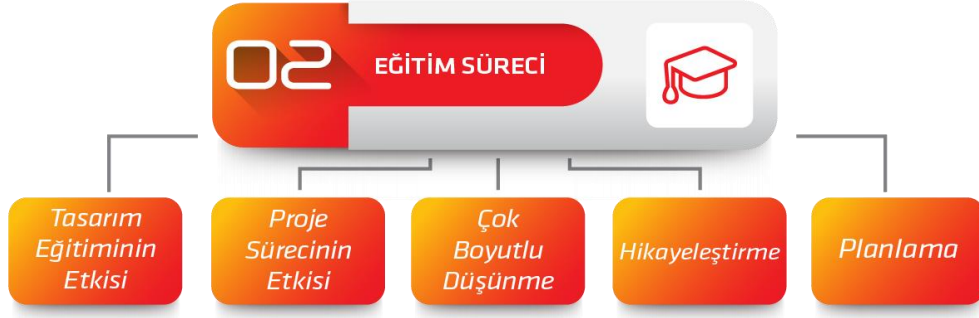 02
EĞİTİM SÜRECİ
Tasarım
Eğitiminin
Etkisi
Proje
Sürecinin
Etkisi
Çok
Boyutlu
Düşünme
Hikayeleştirme
Planlama